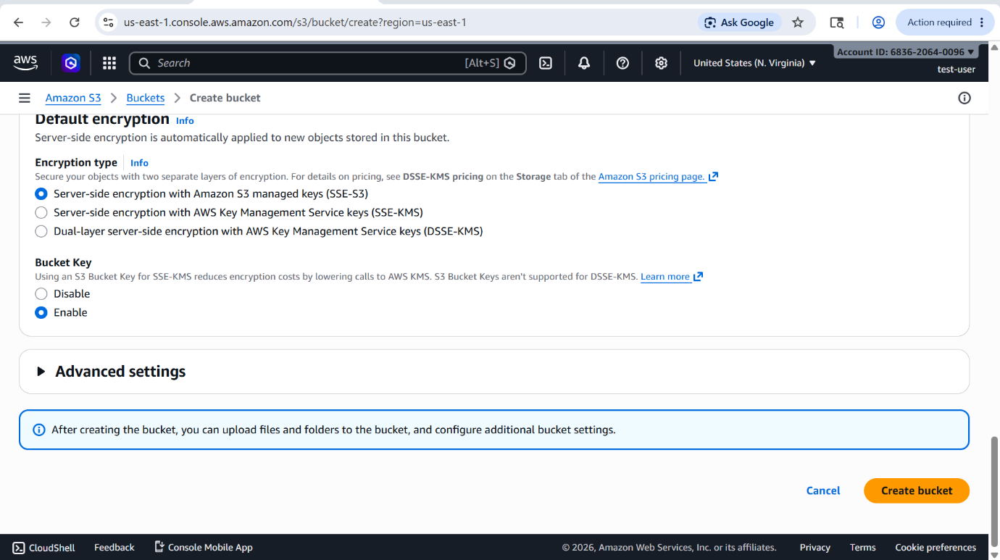 us-east-1.console.aws.amazon.com/s3/bucket/create?region=us-east-1
Ask Google
Action required
aws
Search
[Alt+S]
United States (N. Virginia)
Account ID: 6836-2064-0096
test-user
Amazon S3
Buckets
Create bucket
Default encryption Info
Server-side encryption is automatically applied to new objects stored in this bucket.
Encryption type Info
Secure your objects with two separate layers of encryption. For details on pricing, see DSSE-KMS pricing on the Storage tab of the Amazon S3 pricing page.
Server-side encryption with Amazon S3 managed keys (SSE-S3)
Server-side encryption with AWS Key Management Service keys (SSE-KMS)
Dual-layer server-side encryption with AWS Key Management Service keys (DSSE-KMS)
Bucket Key
Using an S3 Bucket Key for SSE-KMS reduces encryption costs by lowering calls to AWS KMS. S3 Bucket Keys aren't supported for DSSE-KMS. Learn more
Disable
Enable
Advanced settings
After creating the bucket, you can upload files and folders to the bucket, and configure additional bucket settings.
Cancel
Create bucket
CloudShell
Feedback
Console Mobile App
© 2026, Amazon Web Services, Inc. or its affiliates.
Privacy
Terms
Cookie preferences